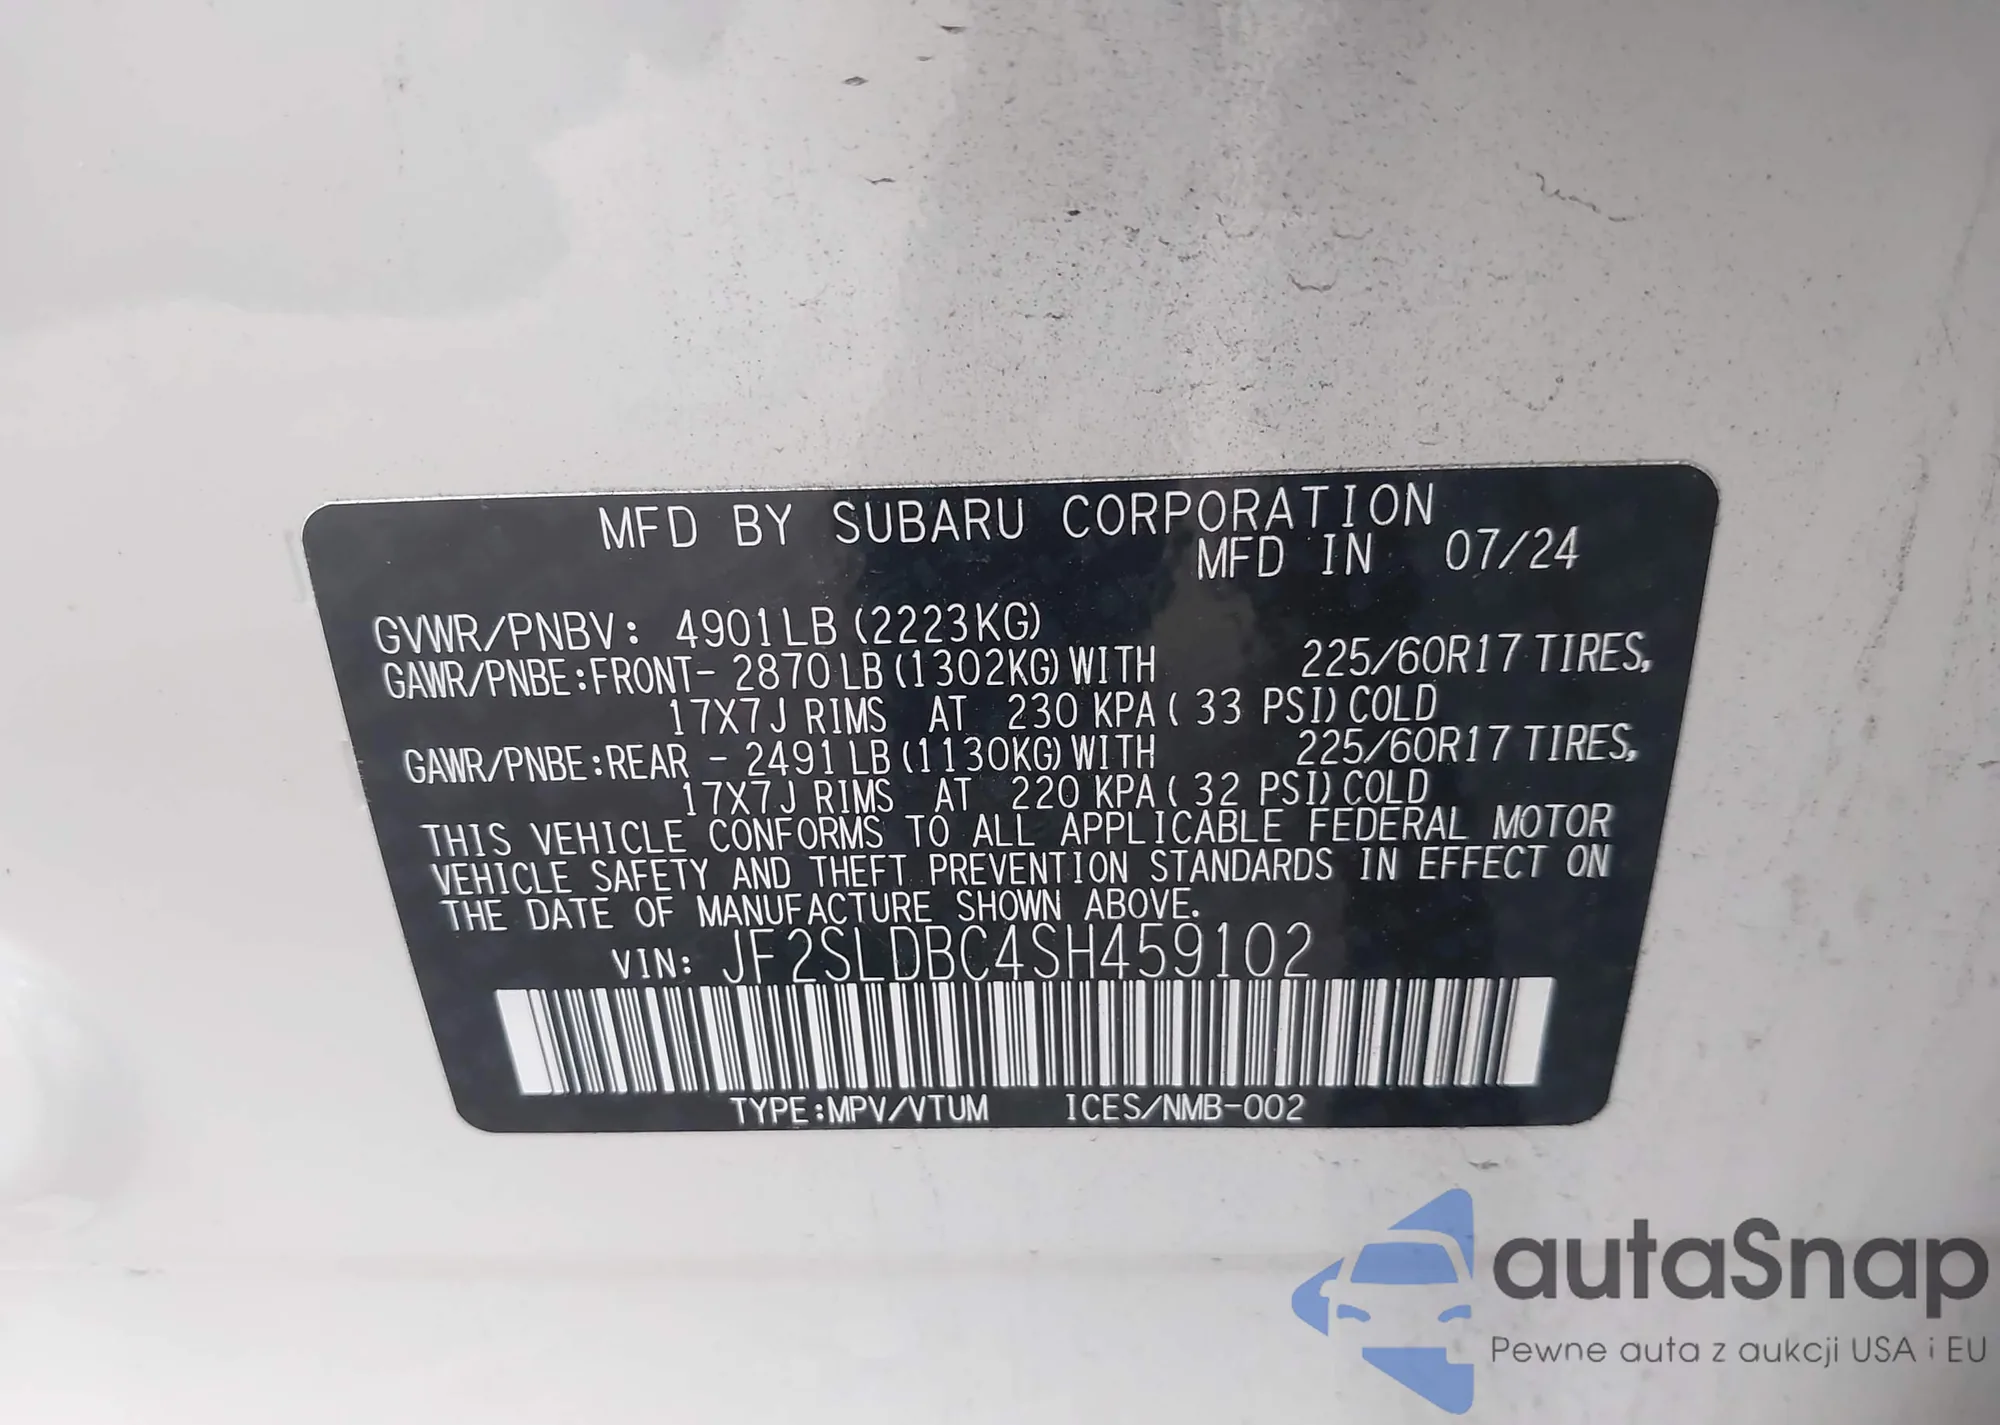 MFD BY SUBARU CORPORATION
MFD IN 07/24
GVWR/PNBV: 4901LB (2223KG)
GAWR/PNBE:FRONT- 2870 LB (1302KG) WITH 225/60R17 TIRES,
17X7J RIMS AT 230 KPA ( 33 PSI) COLD
GAWR/PNBE:REAR - 2491 LB (1130KG) WITH 225/60R17 TIRES,
17X7J RIMS AT 220 KPA ( 32 PSI) COLD
THIS VEHICLE CONFORMS TO ALL APPLICABLE FEDERAL MOTOR
VEHICLE SAFETY AND THEFT PREVENTION STANDARDS IN EFFECT ON
THE DATE OF MANUFACTURE SHOWN ABOVE.
VIN: JF2SLDBC4SH459102
TYPE:MPV/VTUM ICES/NMB-002
autaSnap
Pewne auta z aukcji USA i EU